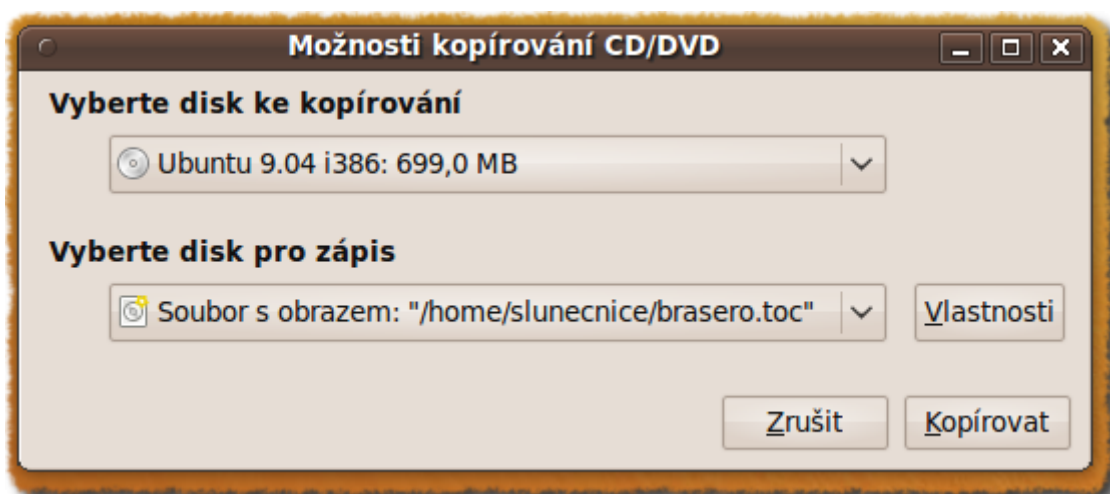 Možnosti kopírování CD/DVD
Vyberte disk ke kopírování
Ubuntu 9.04 i386: 699,0 MB
Vyberte disk pro zápis
Soubor s obrazem: "/home/slunecnice/brasero.toc"
Vlastnosti
Zrušit
Kopírovat